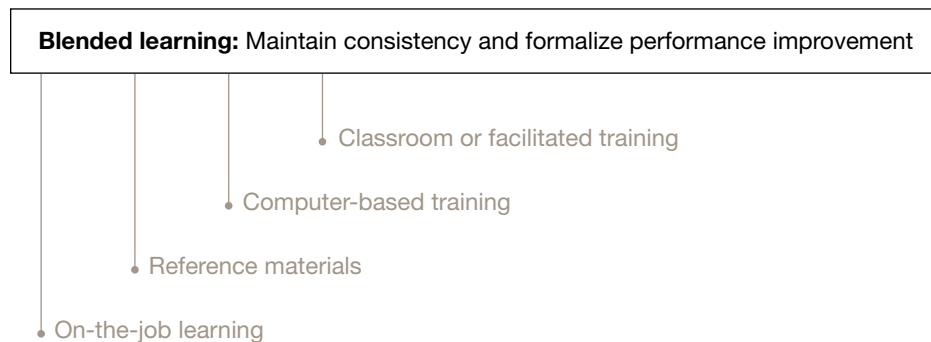 Blended learning: Maintain consistency and formalize performance improvement
Classroom or facilitated training
Computer-based training
Reference materials
On-the-job learning